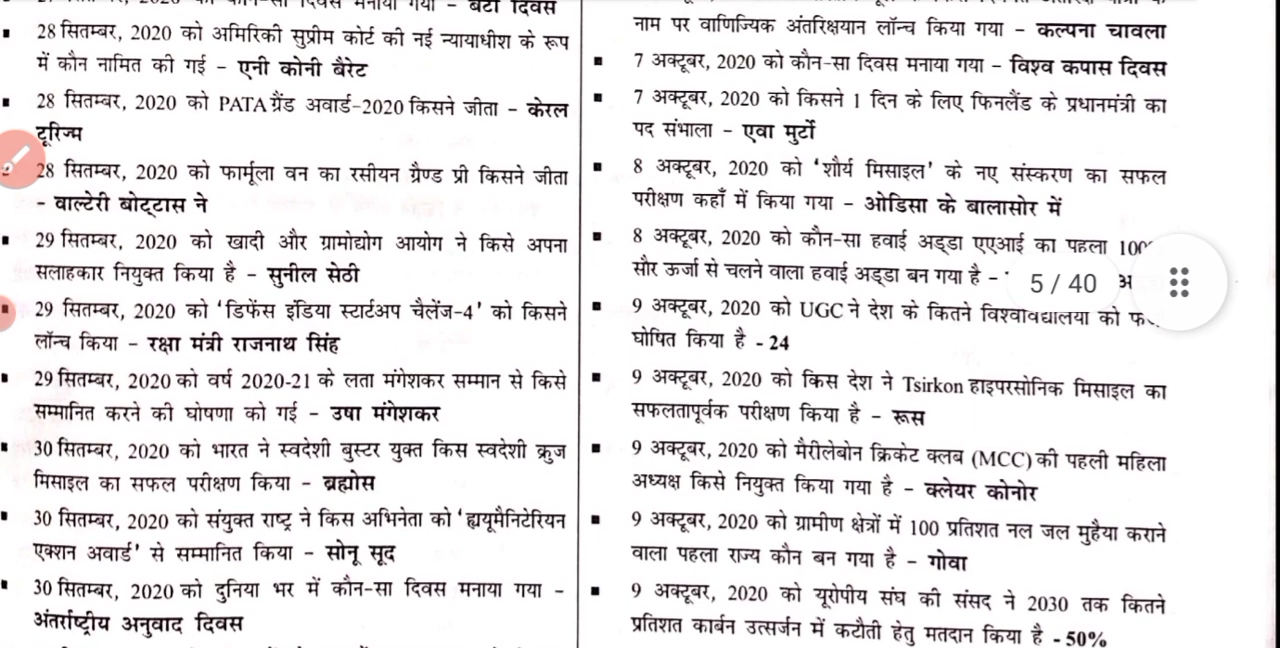 2020 को कौन-सा दिवस मनाया गया – बेटी दिवस
▪ 28 सितम्बर, 2020 को अमिरिकी सुप्रीम कोर्ट की नई न्यायाधीश के रूप
में कौन नामित की गई – एनी कोनी बैरेट
▪ 28 सितम्बर, 2020 को PATA ग्रैंड अवार्ड-2020 किसने जीता – केरल
टूरिज्म
28 सितम्बर, 2020 को फार्मूला वन का रसीयन ग्रैण्ड प्री किसने जीता
– वाल्टेरी बोट्टास ने
▪ 29 सितम्बर, 2020 को खादी और ग्रामोद्योग आयोग ने किसे अपना
सलाहकार नियुक्त किया है – सुनील सेठी
▪ 29 सितम्बर, 2020 को 'डिफेंस इंडिया स्टार्टअप चैलेंज-4' को किसने
लॉन्च किया – रक्षा मंत्री राजनाथ सिंह
▪ 29 सितम्बर, 2020 को वर्ष 2020-21 के लता मंगेशकर सम्मान से किसे
सम्मानित करने की घोषणा को गई – उषा मंगेशकर
▪ 30 सितम्बर, 2020 को भारत ने स्वदेशी बुस्टर युक्त किस स्वदेशी क्रुज
मिसाइल का सफल परीक्षण किया – ब्रह्मोस
▪ 30 सितम्बर, 2020 को संयुक्त राष्ट्र ने किस अभिनेता को 'ह्ययूमैनिटेरियन
एक्शन अवार्ड' से सम्मानित किया – सोनू सूद
▪ 30 सितम्बर, 2020 को दुनिया भर में कौन-सा दिवस मनाया गया –
अंतर्राष्ट्रीय अनुवाद दिवस
नाम पर वाणिज्यिक अंतरिक्षयान लॉन्च किया गया – कल्पना चावला
▪ 7 अक्टूबर, 2020 को कौन-सा दिवस मनाया गया – विश्व कपास दिवस
▪ 7 अक्टूबर, 2020 को किसने 1 दिन के लिए फिनलैंड के प्रधानमंत्री का
पद संभाला – एवा मुर्टो
▪ 8 अक्टूबर, 2020 को 'शौर्य मिसाइल' के नए संस्करण का सफल
परीक्षण कहाँ में किया गया – ओडिसा के बालासोर में
▪ 8 अक्टूबर, 2020 को कौन-सा हवाई अड्डा एएआई का पहला 100
सौर ऊर्जा से चलने वाला हवाई अड्डा बन गया है –
5 / 40
▪ 9 अक्टूबर, 2020 को UGC ने देश के कितने विश्वविद्यालयों को
घोषित किया है - 24
▪ 9 अक्टूबर, 2020 को किस देश ने Tsirkon हाइपरसोनिक मिसाइल का
सफलतापूर्वक परीक्षण किया है – रूस
▪ 9 अक्टूबर, 2020 को मैरीलेबोन क्रिकेट क्लब (MCC) की पहली महिला
अध्यक्ष किसे नियुक्त किया गया है – क्लेयर कोनोर
▪ 9 अक्टूबर, 2020 को ग्रामीण क्षेत्रों में 100 प्रतिशत नल जल मुहैया कराने
वाला पहला राज्य कौन बन गया है – गोवा
▪ 9 अक्टूबर, 2020 को यूरोपीय संघ की संसद ने 2030 तक कितने
प्रतिशत कार्बन उत्सर्जन में कटौती हेतु मतदान किया है - 50%